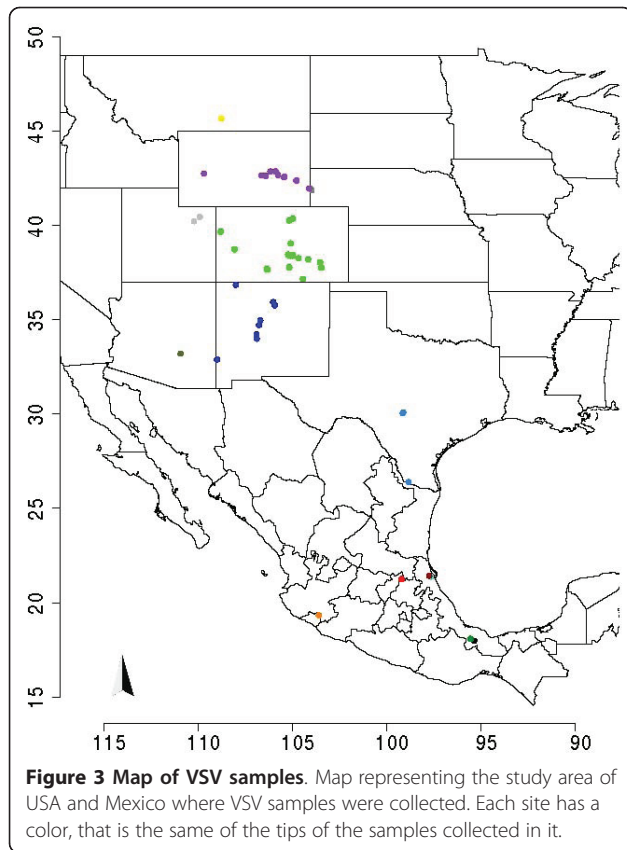 50
45
40
35
30
25
20
15
115 110 105 100 95 90
Figure 3 Map of VSV samples. Map representing the study area of
USA and Mexico where VSV samples were collected. Each site has a
color, that is the same of the tips of the samples collected in it.